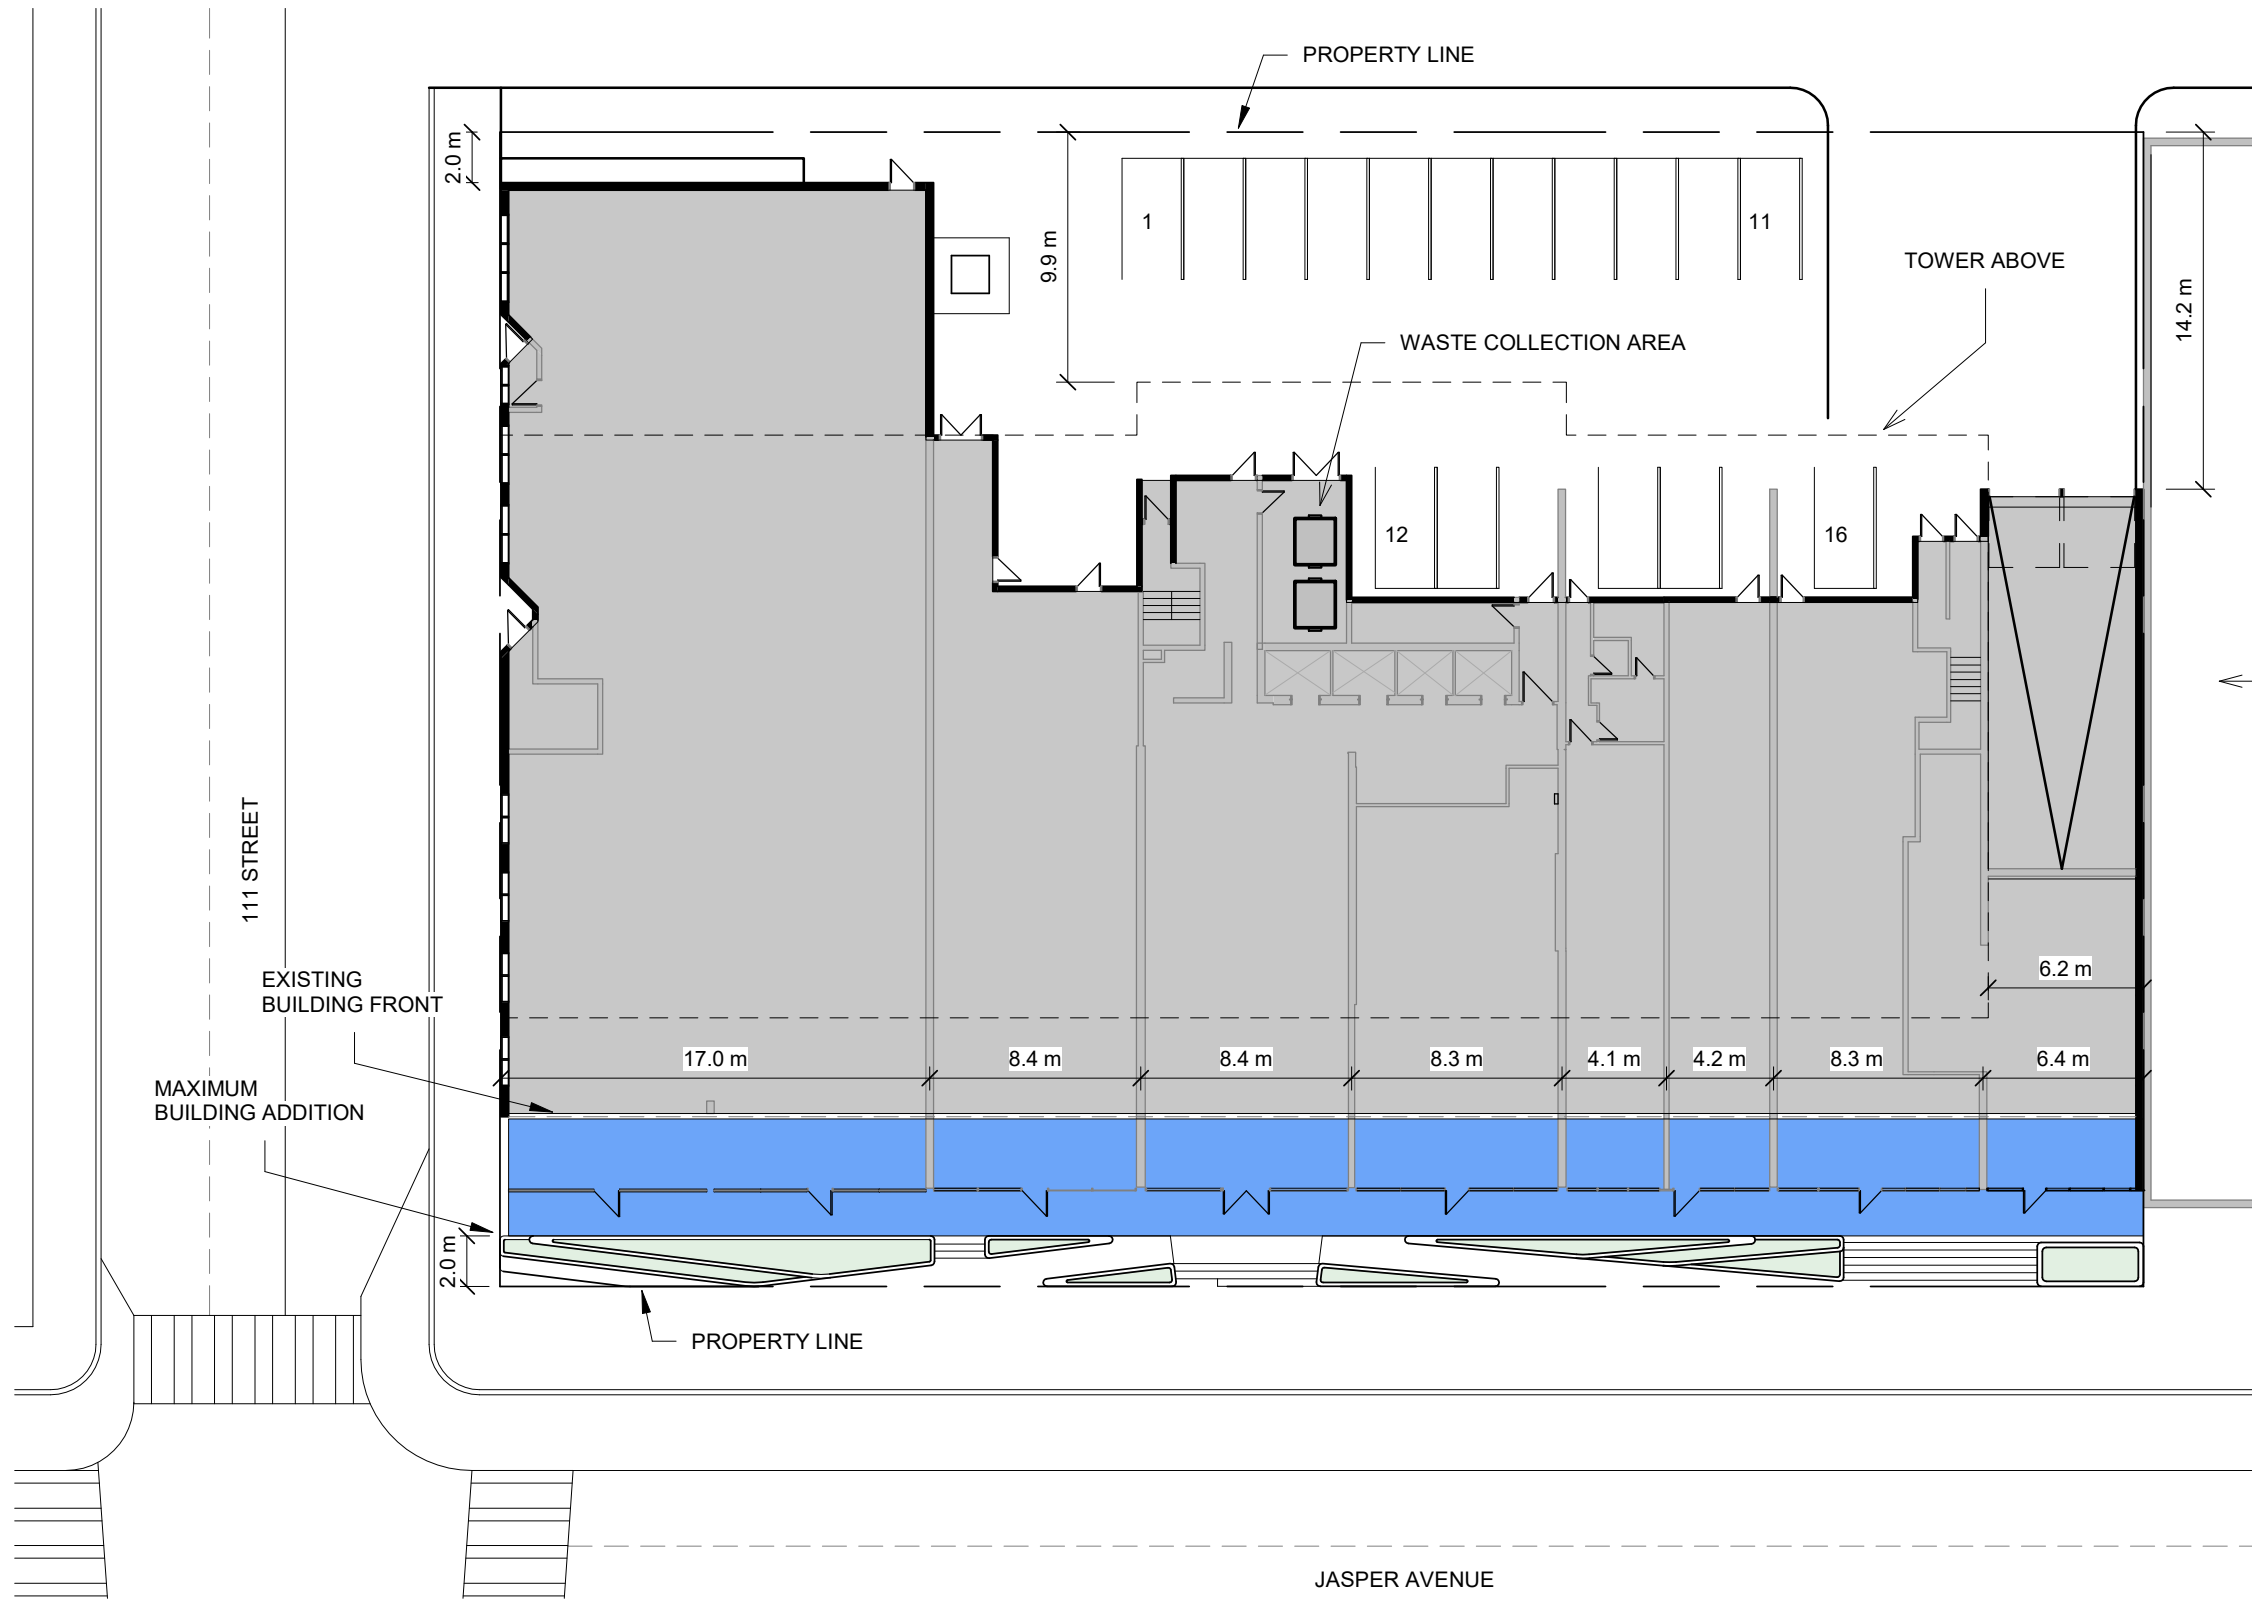 PROPERTY LINE
2.0 m
1
11
9.9 m
TOWER ABOVE
14.2 m
WASTE COLLECTION AREA
12
16
111 STREET
EXISTING
BUILDING FRONT
6.2 m
17.0 m
8.4 m
8.4 m
8.3 m
4.1 m
4.2 m
8.3 m
6.4 m
MAXIMUM
BUILDING ADDITION
2.0 m
PROPERTY LINE
JASPER AVENUE